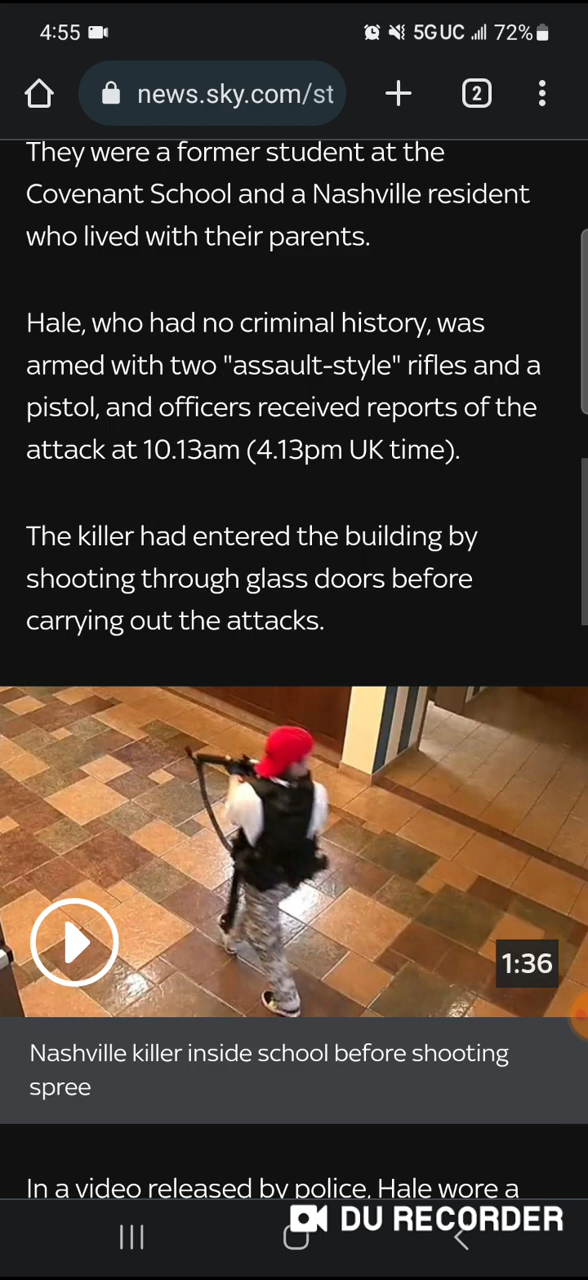 4:55
5G UC 72%
news.sky.com/st
2
They were a former student at the
Covenant School and a Nashville resident
who lived with their parents.
Hale, who had no criminal history, was
armed with two "assault-style" rifles and a
pistol, and officers received reports of the
attack at 10.13am (4.13pm UK time).
The killer had entered the building by
shooting through glass doors before
carrying out the attacks.
1:36
Nashville killer inside school before shooting
spree
In a video released by police, Hale wore a
DU RECORDER